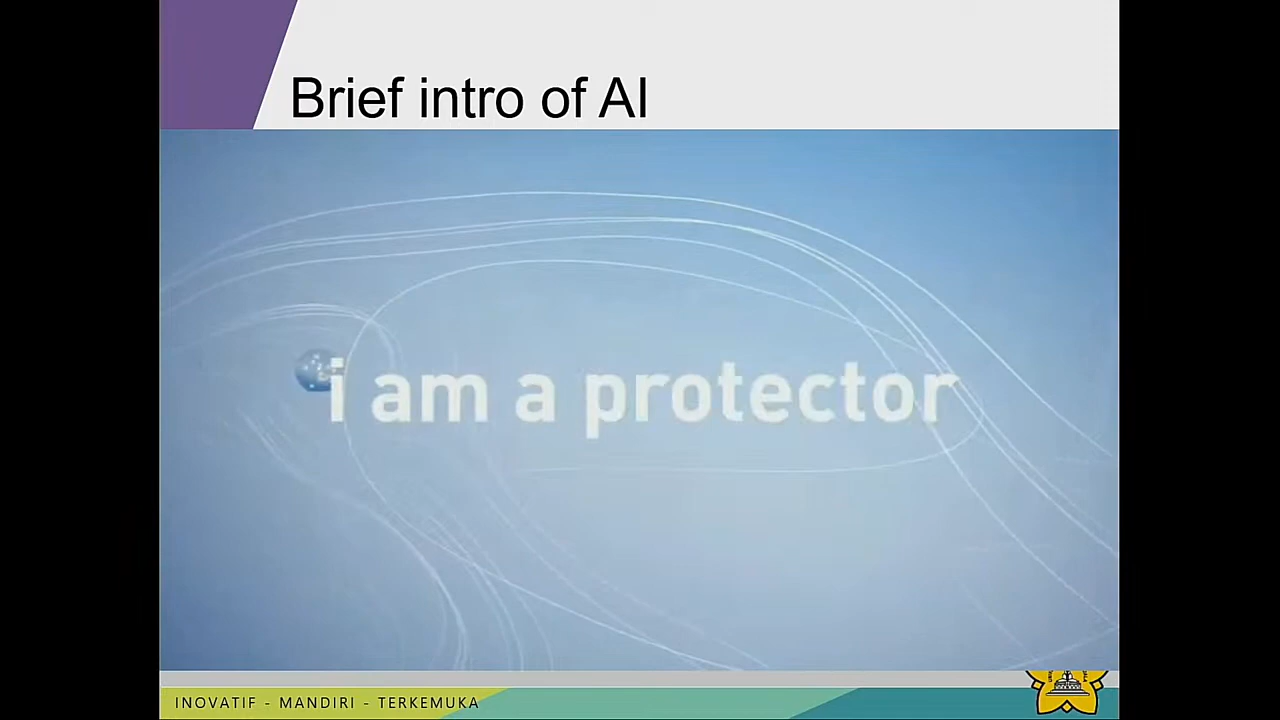 Brief intro of AI
i am a protector
INOVATIF - MANDIRI - TERKEMUKA